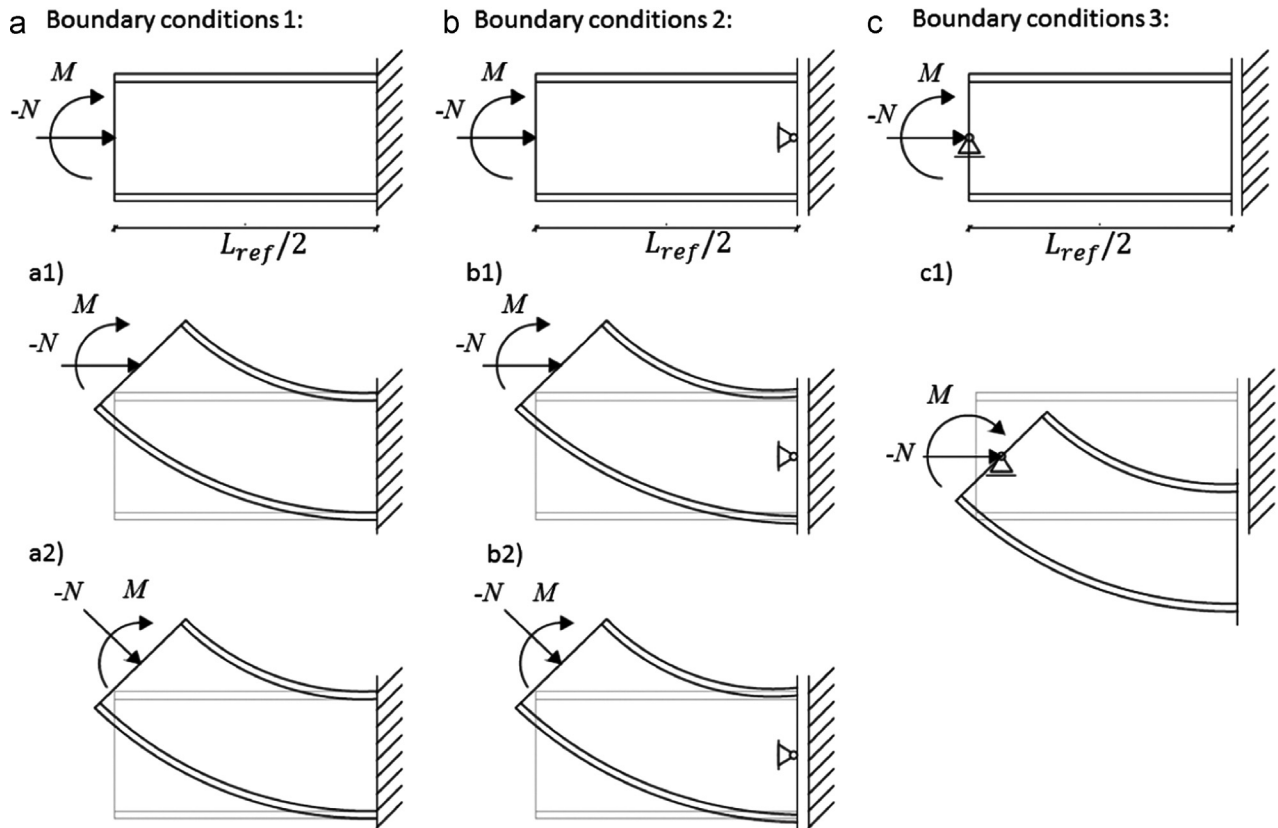 a Boundary conditions 1:
b Boundary conditions 2:
c Boundary conditions 3:
M
-N
L_ref/2
M
-N
L_ref/2
M
-N
L_ref/2
a1)
M
-N
b1)
M
-N
c1)
M
-N
a2)
-N M
b2)
-N M